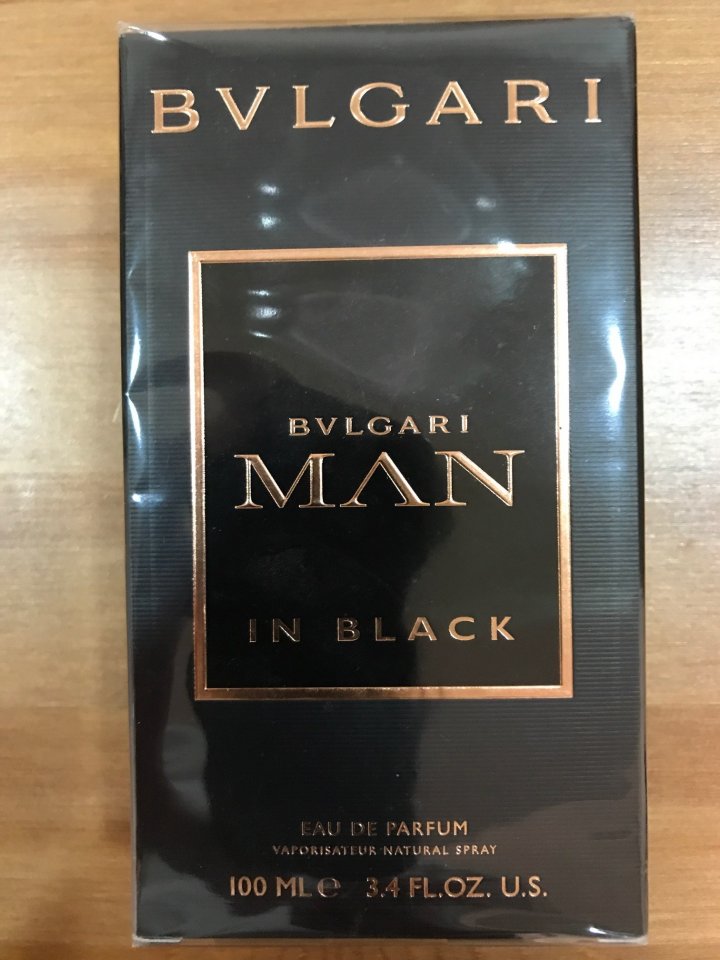 BVLGARI
BVLGARI
MAN
IN BLACK
EAU DE PARFUM
VAPORISATEUR NATURAL SPRAY
100 ML ℮ 3.4 FL.OZ. U.S.